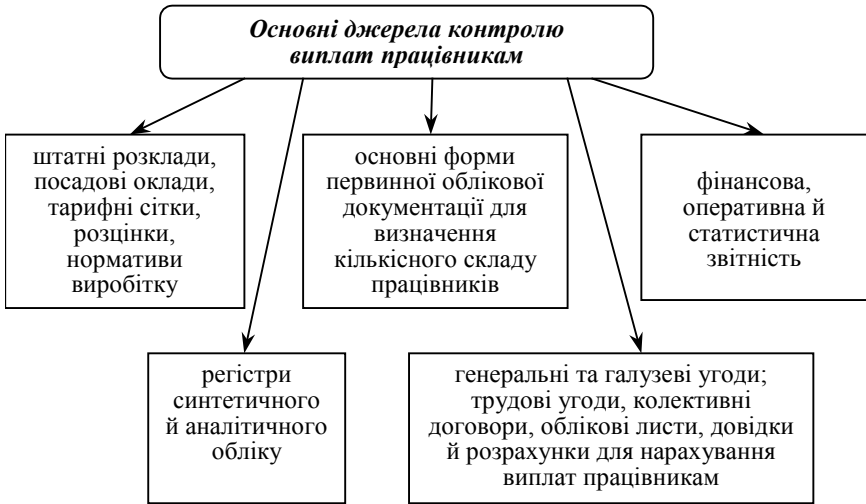 Основні джерела контролю
виплат працівникам
штатні розклади,
посадові оклади,
тарифні сітки,
розцінки,
нормативи
виробітку
основні форми
первинної облікової
документації для
визначення
кількісного складу
працівників
фінансова,
оперативна й
статистична
звітність
регістри
синтетичного
й аналітичного
обліку
генеральні та галузеві угоди;
трудові угоди, колективні
договори, облікові листи, довідки
й розрахунки для нарахування
виплат працівникам